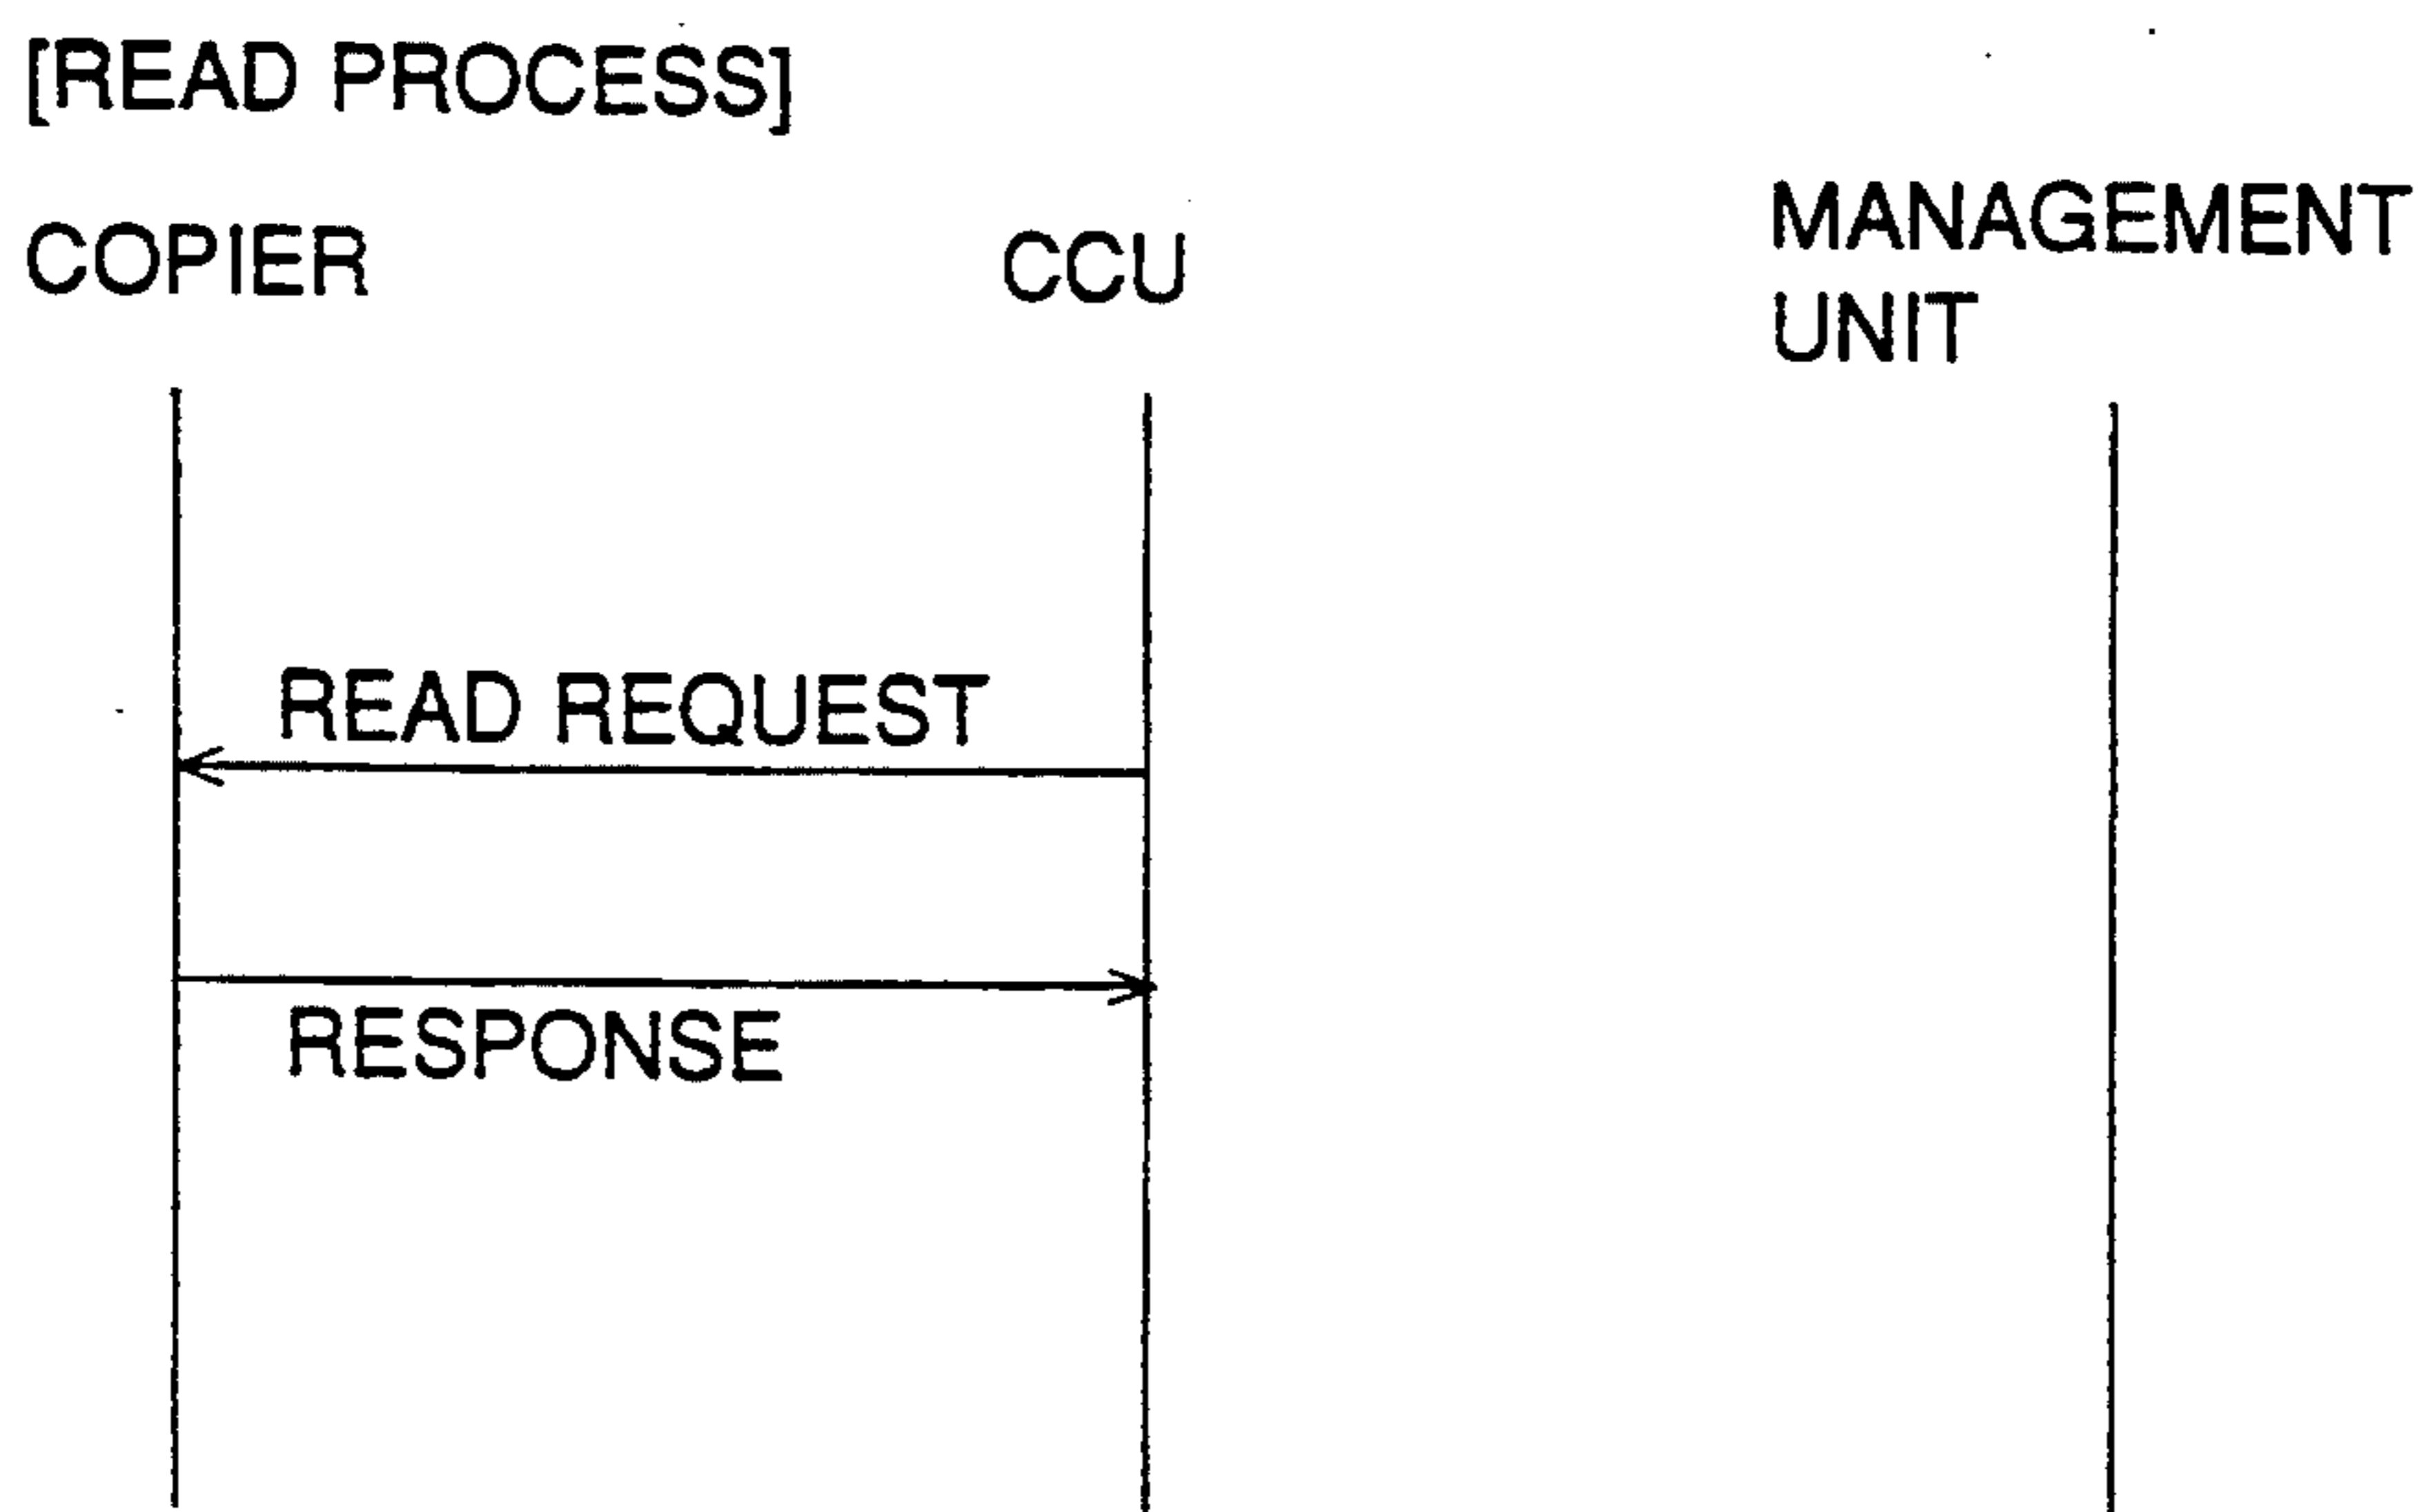 [READ PROCESS]
COPIER CCU MANAGEMENT
UNIT
READ REQUEST
RESPONSE